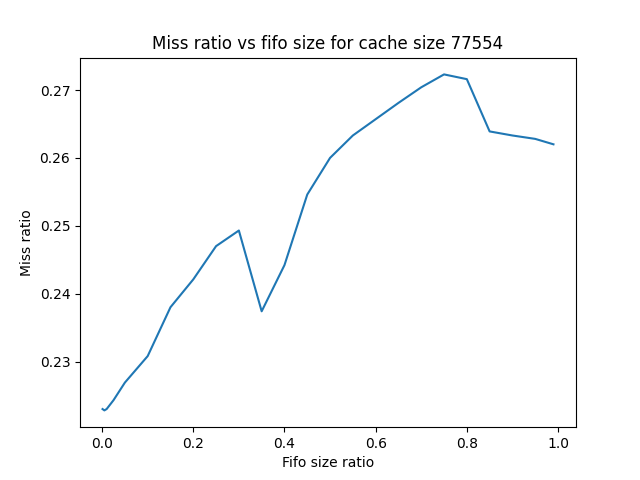 Miss ratio vs fifo size for cache size 77554
0.27
0.26
0.25
0.24
0.23
Miss ratio
0.0 0.2 0.4 0.6 0.8 1.0
Fifo size ratio